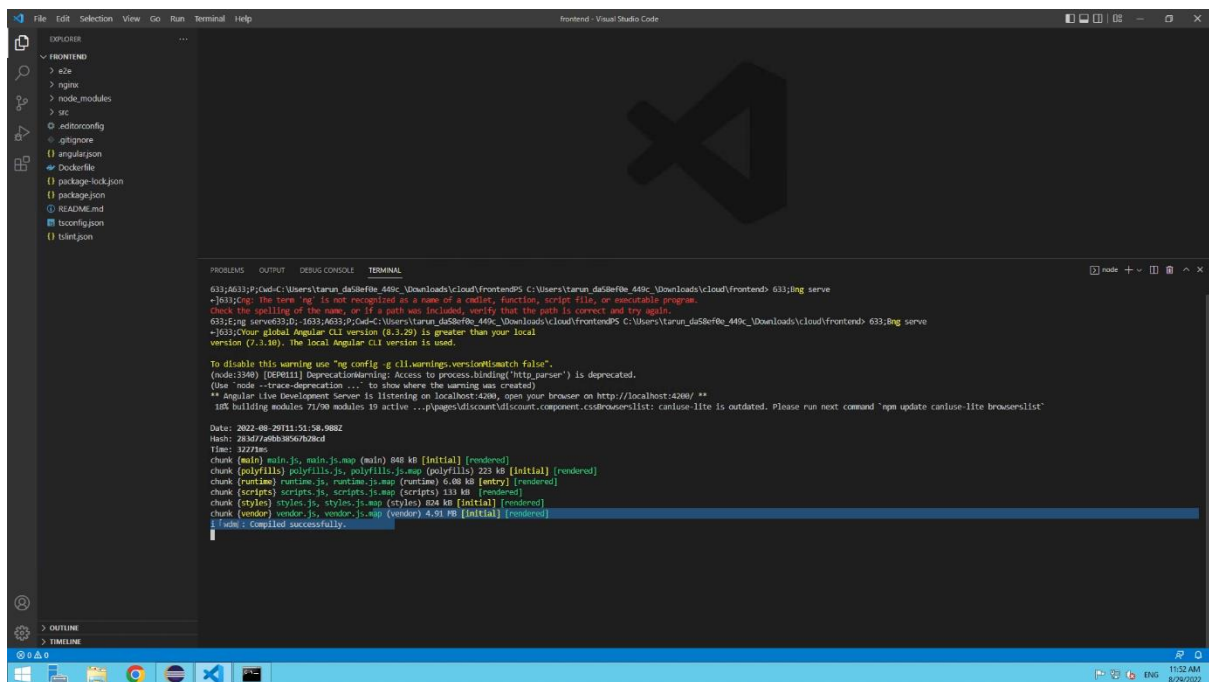 File Edit Selection View Go Run Terminal Help
frontend - Visual Studio Code
EXPLORER
FRONTEND
e2e
nginx
node_modules
src
.editorconfig
.gitignore
angular.json
Dockerfile
package-lock.json
package.json
README.md
tsconfig.json
tslint.json
OUTLINE
TIMELINE
PROBLEMS OUTPUT DEBUG CONSOLE TERMINAL
node
633;A633;P;Cwd=C:\Users\tarun_da58ef0e_449c_\Downloads\cloud\frontendPS C:\Users\tarun_da58ef0e_449c_\Downloads\cloud\frontend> 633;Bng serve
←]633;Cng: The term 'ng' is not recognized as a name of a cmdlet, function, script file, or executable program.
Check the spelling of the name, or if a path was included, verify that the path is correct and try again.
633;E;ng serve633;D;-1633;A633;P;Cwd=C:\Users\tarun_da58ef0e_449c_\Downloads\cloud\frontendPS C:\Users\tarun_da58ef0e_449c_\Downloads\cloud\frontend> 633;Bng serve
←]633;CYour global Angular CLI version (8.3.29) is greater than your local
version (7.3.10). The local Angular CLI version is used.
To disable this warning use "ng config -g cli.warnings.versionMismatch false".
(node:3340) [DEP0111] DeprecationWarning: Access to process.binding('http_parser') is deprecated.
(Use `node --trace-deprecation ...` to show where the warning was created)
** Angular Live Development Server is listening on localhost:4200, open your browser on http://localhost:4200/ **
18% building modules 71/90 modules 19 active ...p\pages\discount\discount.component.cssBrowserslist: caniuse-lite is outdated. Please run next command `npm update caniuse-lite browserslist`
Date: 2022-08-29T11:51:58.988Z
Hash: 283d77a9bb38567b28cd
Time: 32271ms
chunk {main} main.js, main.js.map (main) 848 kB [initial] [rendered]
chunk {polyfills} polyfills.js, polyfills.js.map (polyfills) 223 kB [initial] [rendered]
chunk {runtime} runtime.js, runtime.js.map (runtime) 6.08 kB [entry] [rendered]
chunk {scripts} scripts.js, scripts.js.map (scripts) 133 kB [rendered]
chunk {styles} styles.js, styles.js.map (styles) 824 kB [initial] [rendered]
chunk {vendor} vendor.js, vendor.js.map (vendor) 4.91 MB [initial] [rendered]
i ｢wdm｣: Compiled successfully.
0 0
ENG
11:52 AM
8/29/2022